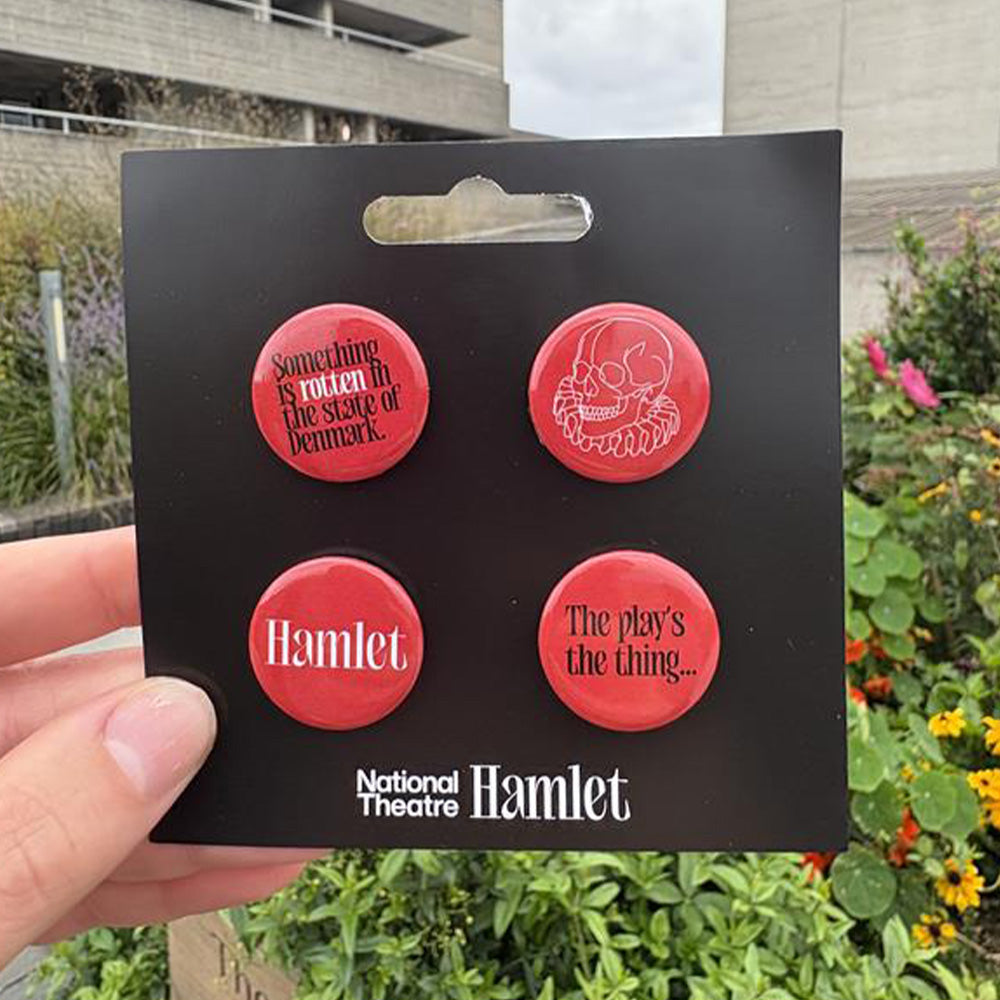 Something
is rotten in
the state of
Denmark.
Hamlet
The play's
the thing...
National
Theatre
Hamlet